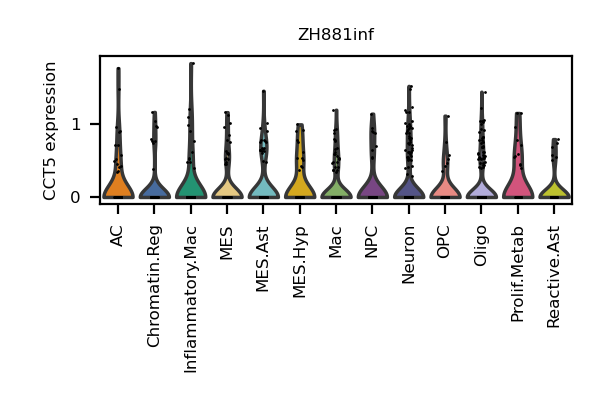 ZH881inf
CCT5 expression
1
0
AC
Chromatin.Reg
Inflammatory.Mac
MES
MES.Ast
MES.Hyp
Mac
NPC
Neuron
OPC
Oligo
Prolif.Metab
Reactive.Ast